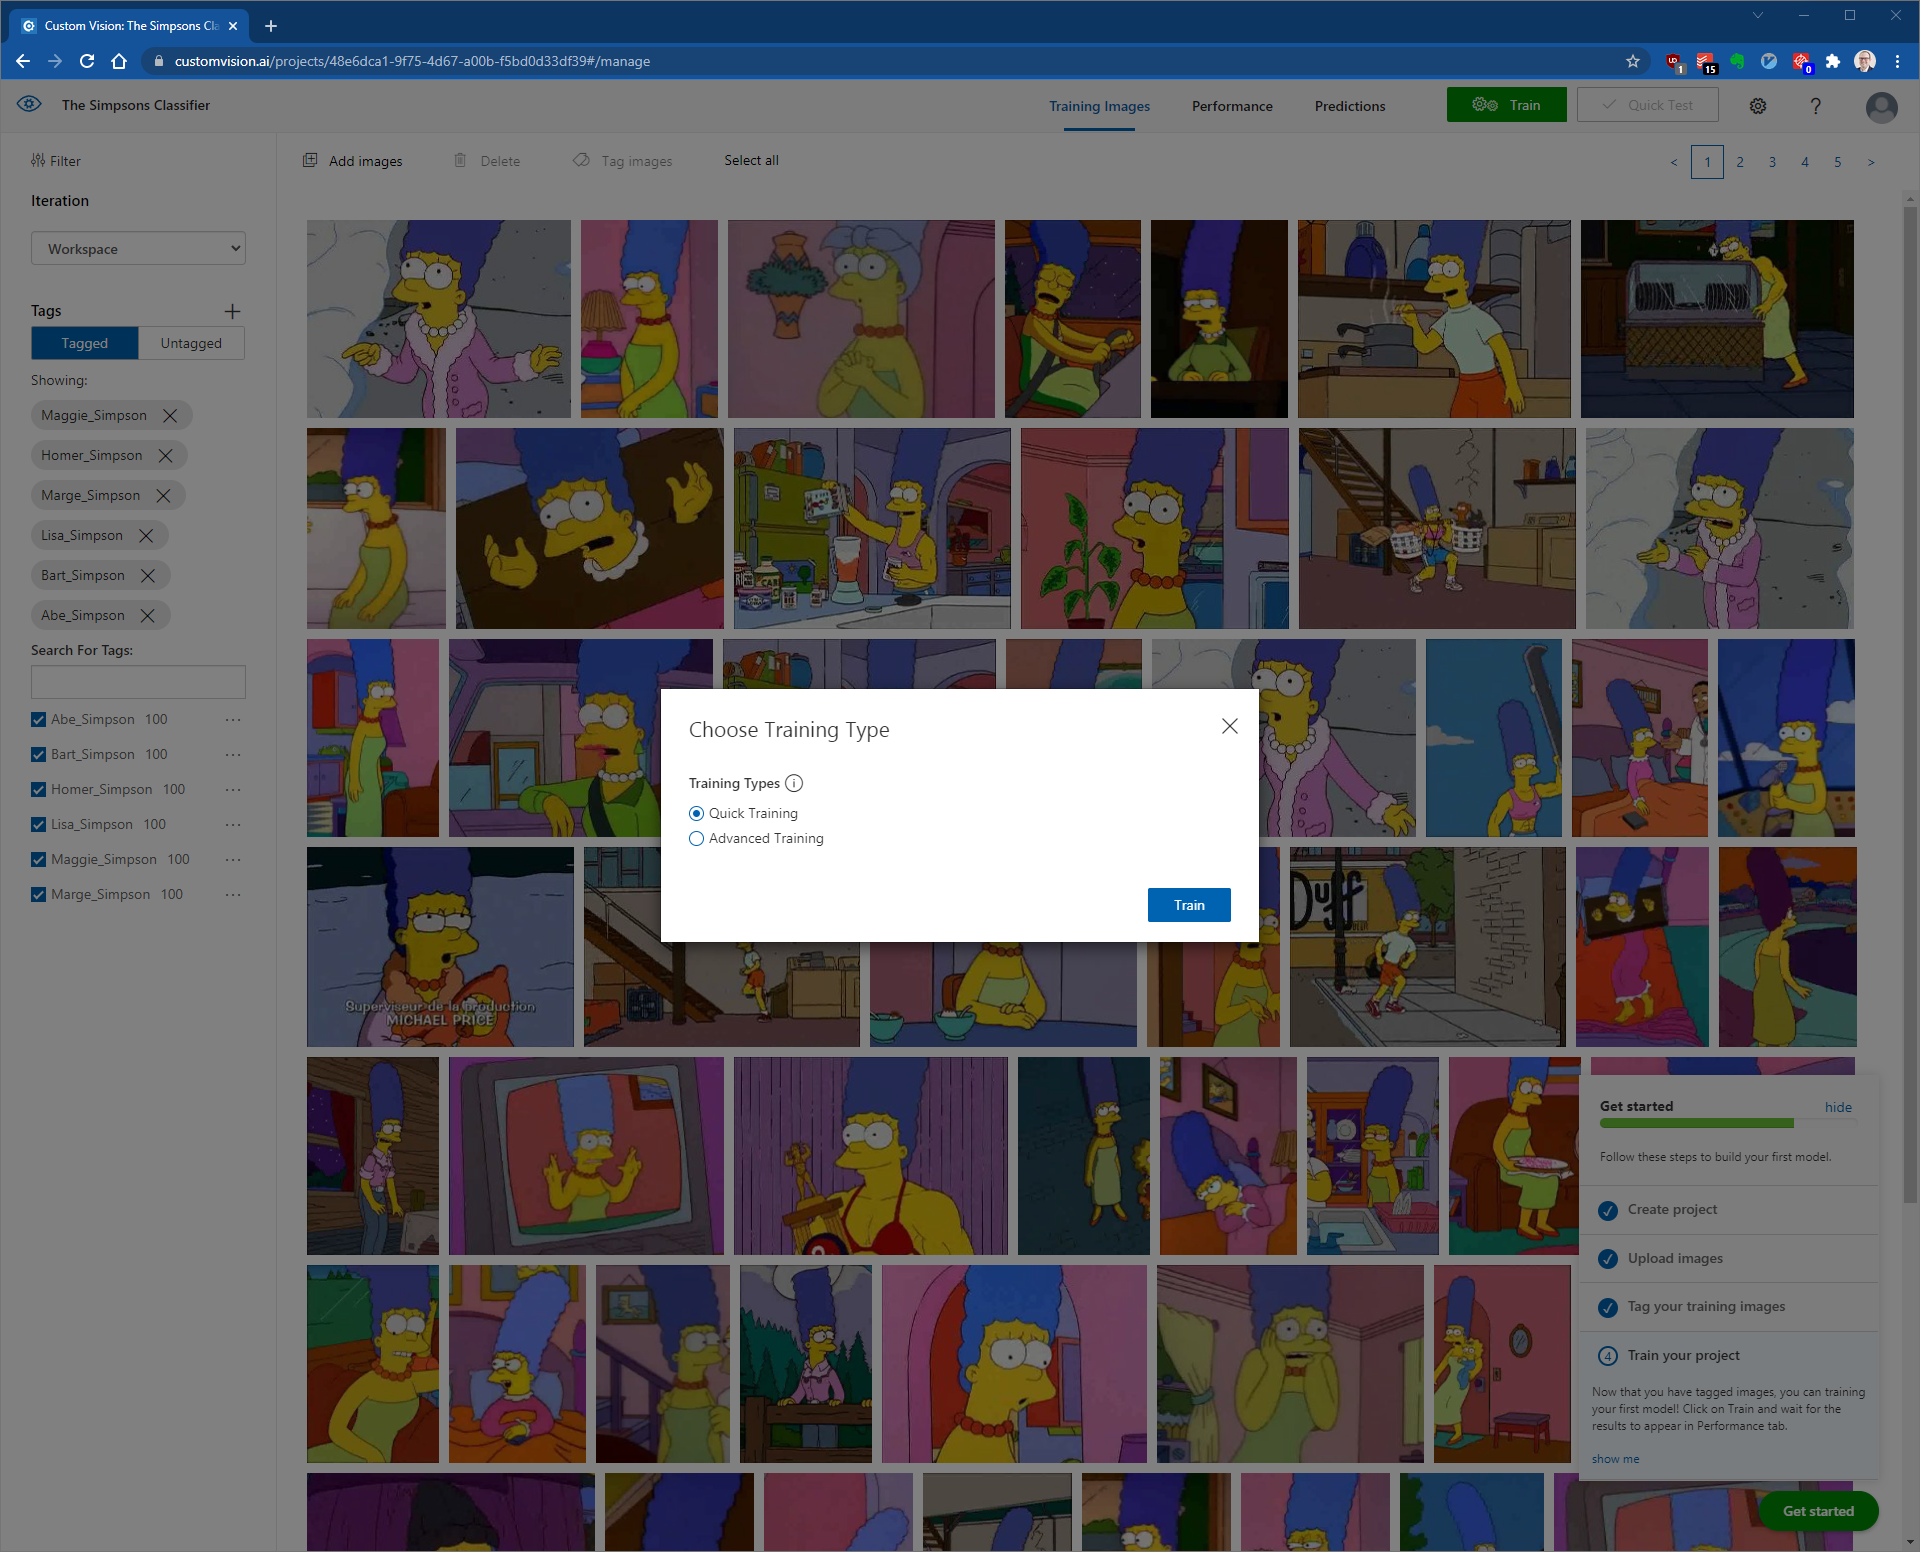 Custom Vision: The Simpsons Cla
customvision.ai/projects/48e6dca1-9f75-4d67-a00b-f5bd0d33df39#/manage
1
15
0
The Simpsons Classifier
Training Images
Performance
Predictions
Train
Quick Test
?
Filter
Add images
Delete
Tag images
Select all
< 1 2 3 4 5 >
Iteration
Workspace
Tags
Tagged
Untagged
Showing:
Maggie_Simpson
Homer_Simpson
Marge_Simpson
Lisa_Simpson
Bart_Simpson
Abe_Simpson
Search For Tags:
Abe_Simpson 100
Bart_Simpson 100
Homer_Simpson 100
Lisa_Simpson 100
Maggie_Simpson 100
Marge_Simpson 100
Choose Training Type
Training Types
Quick Training
Advanced Training
Train
Duff
Superviseur de la production
MICHAEL PRICE
Get started
hide
Follow these steps to build your first model.
Create project
Upload images
Tag your training images
4
Train your project
Now that you have tagged images, you can training
your first model! Click on Train and wait for the
results to appear in Performance tab.
show me
Get started